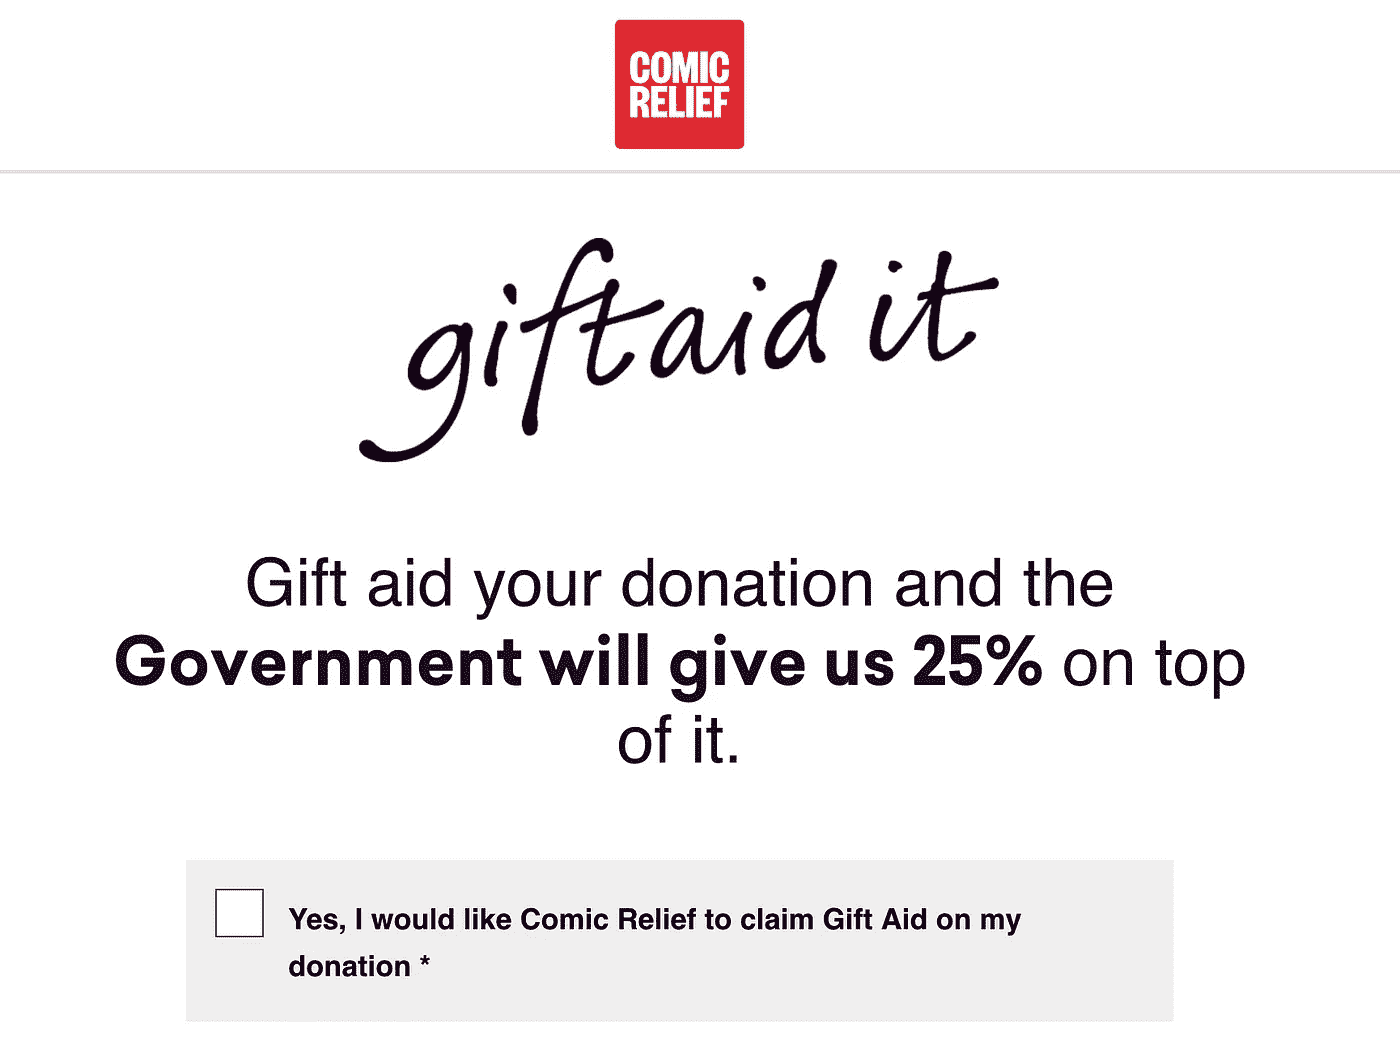 COMIC
RELIEF
giftaid it
Gift aid your donation and the
Government will give us 25% on top
of it.
Yes, I would like Comic Relief to claim Gift Aid on my
donation *